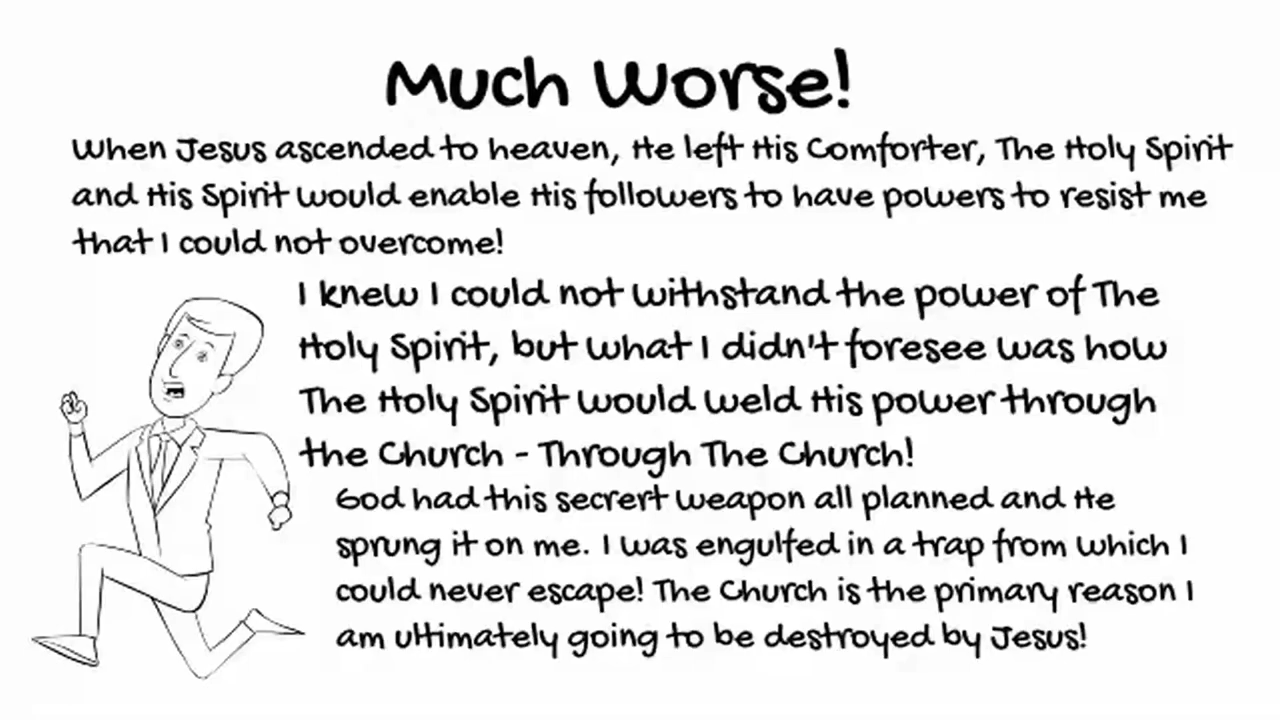 Much Worse!
When Jesus ascended to heaven, He left His Comforter, The Holy Spirit
and His Spirit would enable His followers to have powers to resist me
that I could not overcome!
I knew I could not withstand the power of The
Holy Spirit, but what I didn't foresee was how
The Holy Spirit would weld His power through
the Church - Through The Church!
God had this secrert weapon all planned and He
sprung it on me. I was engulfed in a trap from which I
could never escape! The Church is the primary reason I
am ultimately going to be destroyed by Jesus!